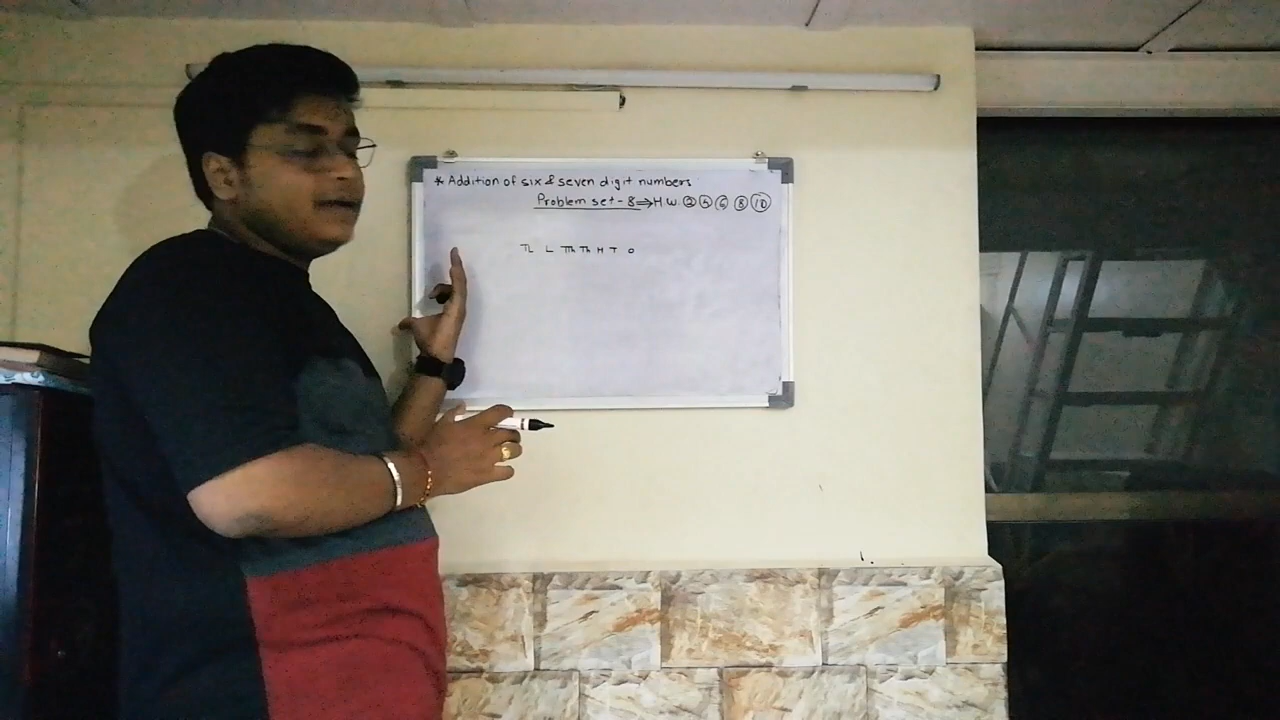 * Addition of six & seven digit numbers
Problem set - 8 ⇒ H.W. ② ④ ⑥ ⑧ ⑩
TL L TTh Th H T O